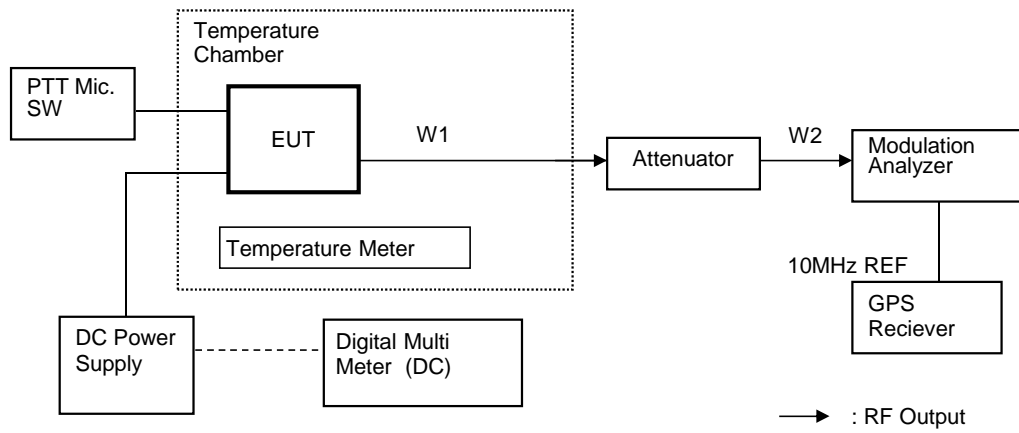 Temperature
Chamber
PTT Mic.
SW
EUT
W1
Attenuator
W2
Modulation
Analyzer
Temperature Meter
10MHz REF
GPS
Reciever
DC Power
Supply
Digital Multi
Meter (DC)
: RF Output